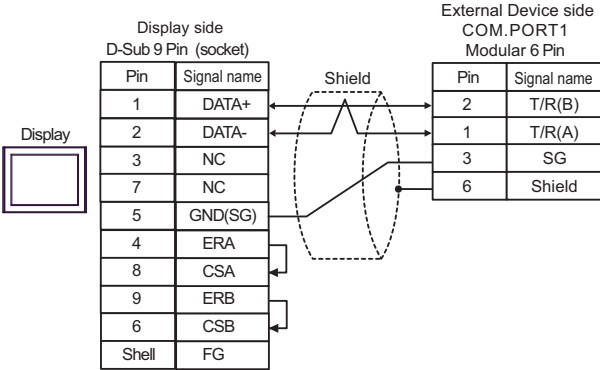 External Device side
COM.PORT1
Modular 6 Pin
Display side
D-Sub 9 Pin (socket)
Pin Signal name Shield Pin Signal name
1 DATA+ 2 T/R(B)
2 DATA- 1 T/R(A)
Display
3 NC 3 SG
7 NC 6 Shield
5 GND(SG)
4 ERA
8 CSA
9 ERB
6 CSB
Shell FG